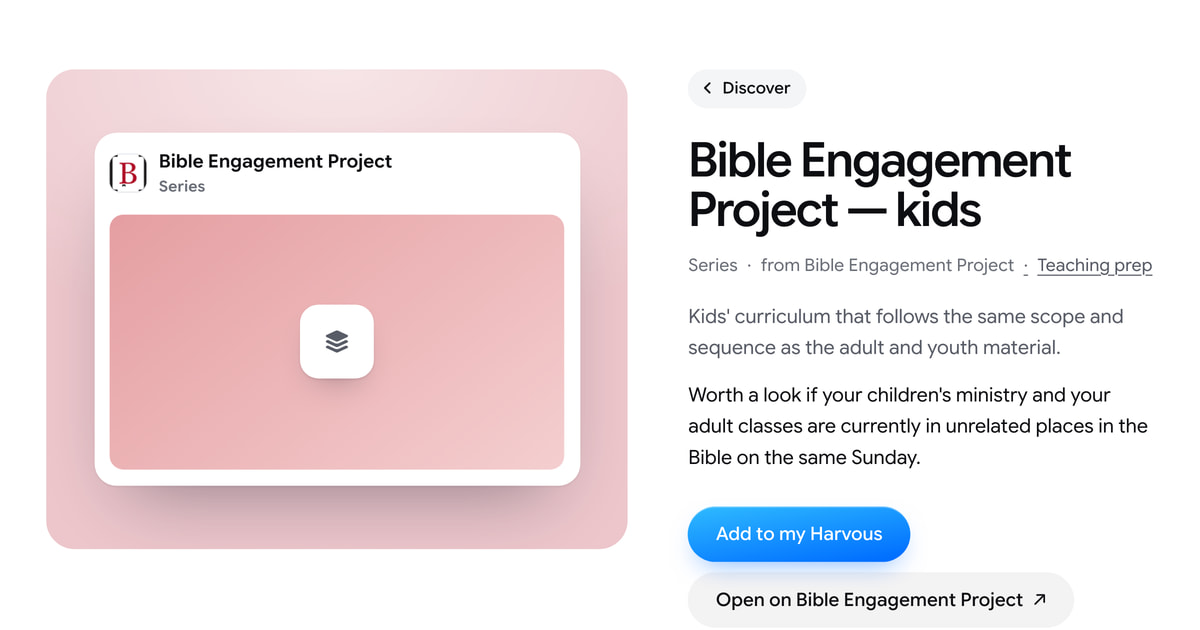 B
Bible Engagement Project
Series
Discover
Bible Engagement
Project — kids
Series · from Bible Engagement Project · Teaching prep
Kids' curriculum that follows the same scope and
sequence as the adult and youth material.
Worth a look if your children's ministry and your
adult classes are currently in unrelated places in the
Bible on the same Sunday.
Add to my Harvous
Open on Bible Engagement Project